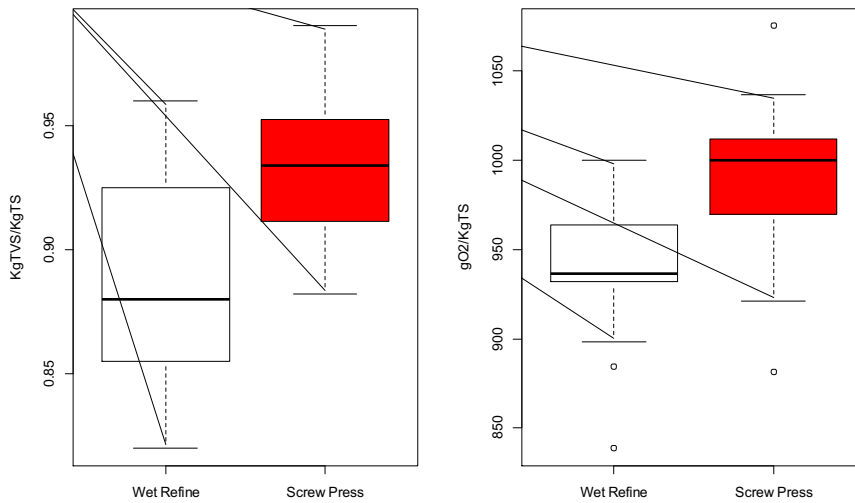 KgTVS/KgTS
0.95
0.90
0.85
Wet Refine Screw Press
gO2/KgTS
1050
1000
950
900
850
Wet Refine Screw Press